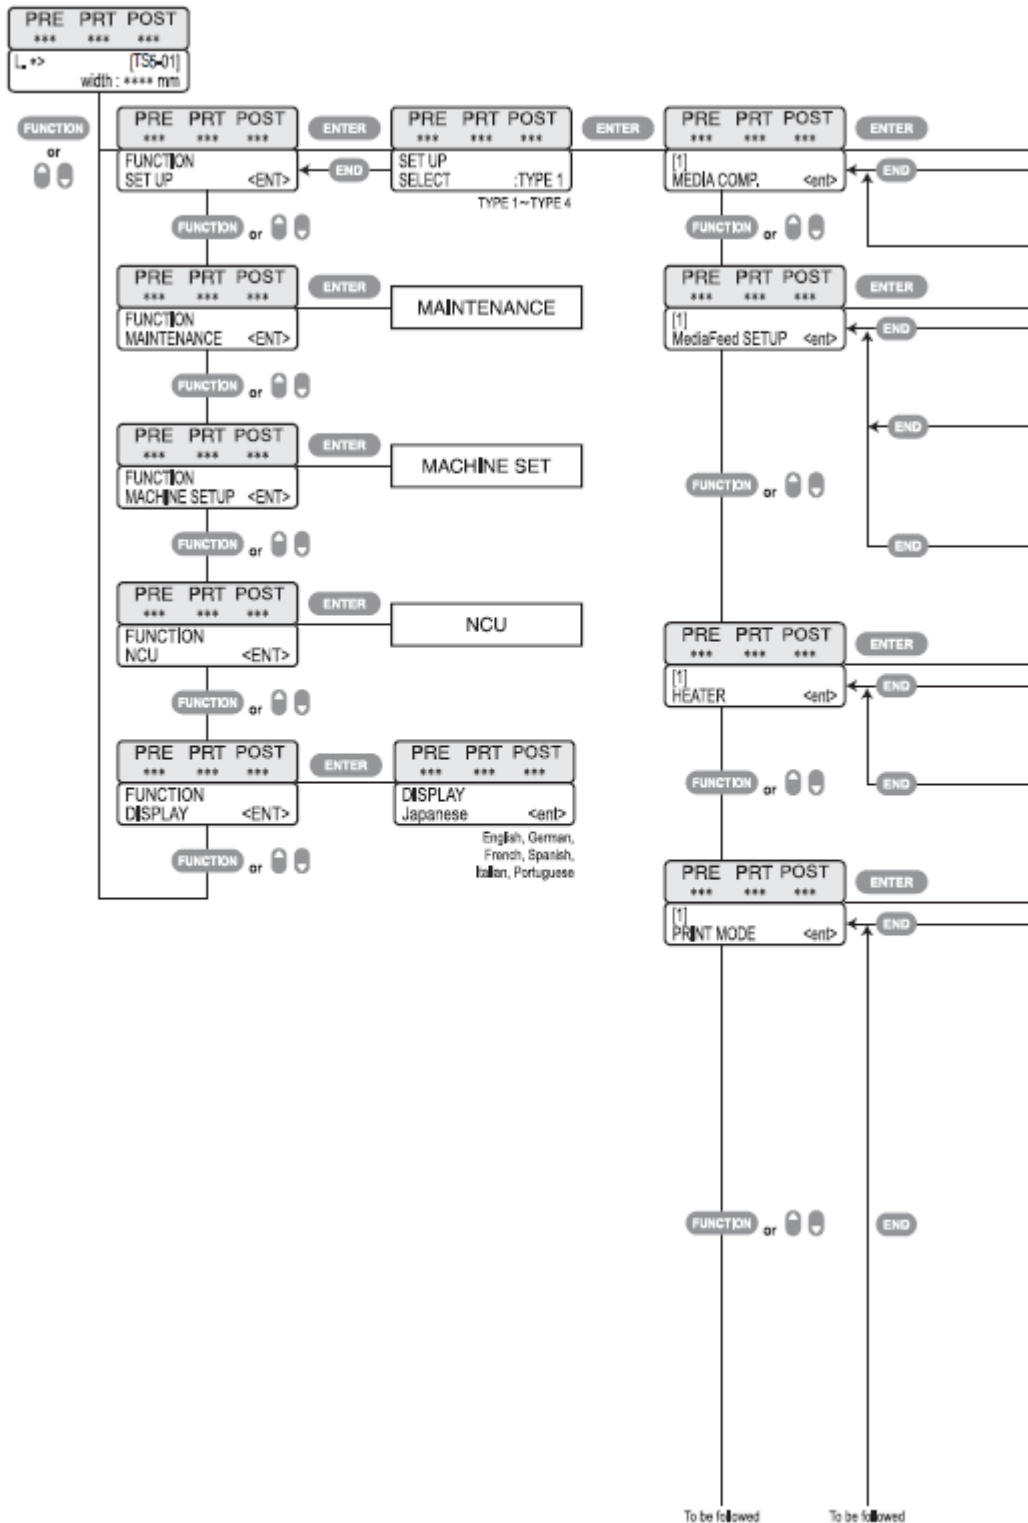 PRE PRT POST
*** *** ***
L. *> [TS5-01]
width : **** mm
FUNCTION
or
PRE PRT POST
*** *** ***
FUNCTION
SET UP <ENT>
ENTER
END
PRE PRT POST
*** *** ***
SET UP
SELECT :TYPE 1
TYPE 1~TYPE 4
ENTER
PRE PRT POST
*** *** ***
[1]
MEDIA COMP. <ent>
ENTER
END
FUNCTION or
FUNCTION or
PRE PRT POST
*** *** ***
FUNCTION
MAINTENANCE <ENT>
ENTER
MAINTENANCE
PRE PRT POST
*** *** ***
[1]
MediaFeed SETUP <ent>
ENTER
END
FUNCTION or
END
PRE PRT POST
*** *** ***
FUNCTION
MACHINE SETUP <ENT>
ENTER
MACHINE SET
FUNCTION or
FUNCTION or
END
PRE PRT POST
*** *** ***
FUNCTION
NCU <ENT>
ENTER
NCU
PRE PRT POST
*** *** ***
[1]
HEATER <ent>
ENTER
END
FUNCTION or
PRE PRT POST
*** *** ***
FUNCTION
DISPLAY <ENT>
ENTER
PRE PRT POST
*** *** ***
DISPLAY
Japanese <ent>
English, German,
French, Spanish,
Italian, Portuguese
FUNCTION or
END
FUNCTION or
PRE PRT POST
*** *** ***
[1]
PRINT MODE <ent>
ENTER
END
FUNCTION or
END
To be followed
To be followed